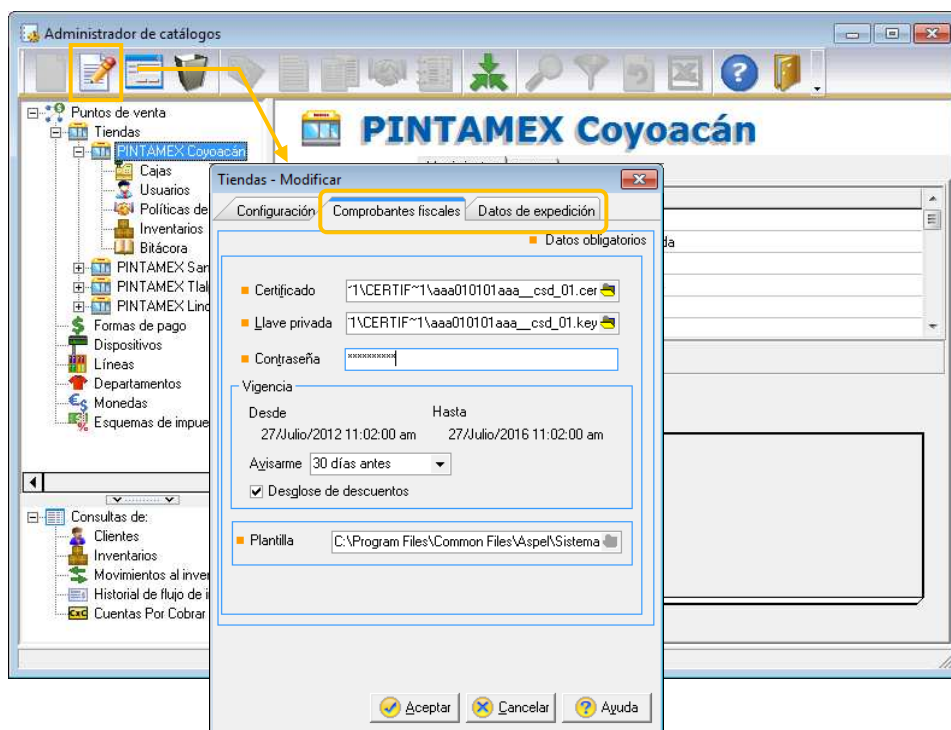 Administrador de catálogos
Puntos de venta
Tiendas
PINTAMEX Coyoacán
Cajas
Usuarios
Políticas de
Inventarios
Bitácora
PINTAMEX San
PINTAMEX Tlal
PINTAMEX Lind
Formas de pago
Dispositivos
Líneas
Departamentos
Monedas
Esquemas de impue
Consultas de:
Clientes
Inventarios
Movimientos al inver
Historial de flujo de i
CxC Cuentas Por Cobrar
PINTAMEX Coyoacán
da
Tiendas - Modificar
Configuración Comprobantes fiscales Datos de expedición
Datos obligatorios
Certificado ~1\CERTIF~1\aaa010101aaa__csd_01.cer
Llave privada ~1\CERTIF~1\aaa010101aaa__csd_01.key
Contraseña ××××××××××
Vigencia
Desde Hasta
27/Julio/2012 11:02:00 am 27/Julio/2016 11:02:00 am
Avisarme 30 días antes
Desglose de descuentos
Plantilla C:\Program Files\Common Files\Aspel\Sistema
Aceptar Cancelar ? Ayuda